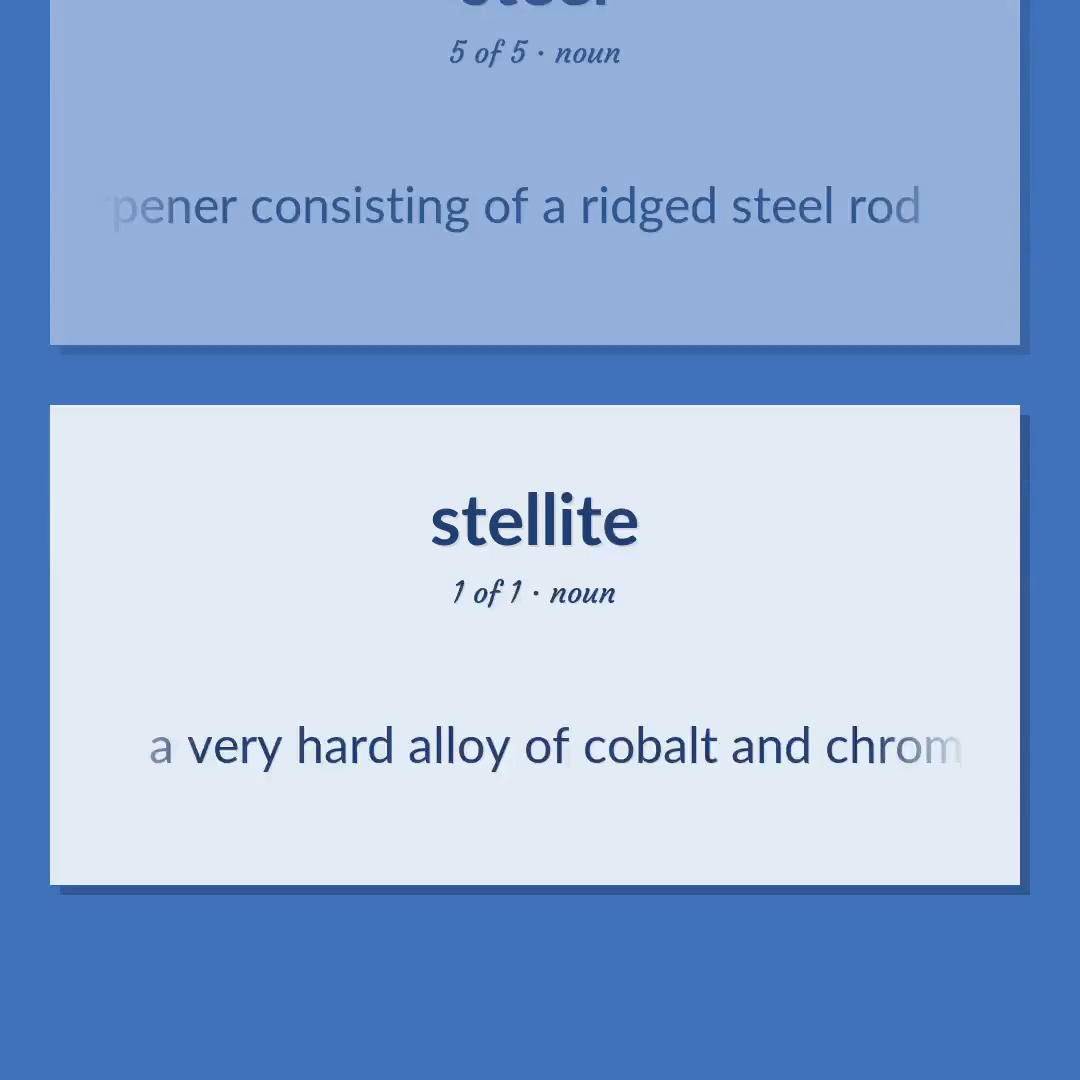 steel
5 of 5 · noun
consisting of a ridged steel rod
stellite
1 of 1 · noun
a very hard alloy of cobalt and chrom